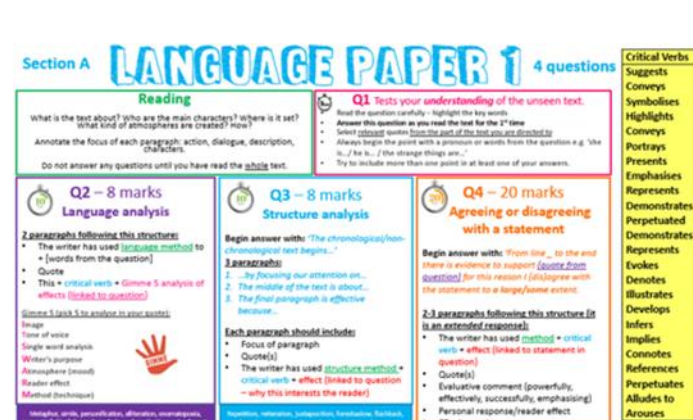 Section A
LANGUAGE PAPER 1
4 questions
Reading
What is the text about? Who are the main characters? Where is it set?
What kind of atmospheres are created? How?
Annotate the focus of each paragraph: action, dialogue, description,
characters.
Do not answer any questions until you have read the whole text.
Q1 Tests your understanding of the unseen text.
Read the question carefully – highlight the key words
Answer this question as you read the text for the 1st time
Select relevant quotes from the part of the text you are directed to
Always begin the point with a pronoun or words from the question e.g. 'she
is.../ he is... / the strange things are...'
Try to include more than one point in at least one of your answers.
Q2 – 8 marks
Language analysis
2 paragraphs following this structure:
• The writer has used language method to
+ [words from the question]
• Quote
• This + critical verb + Gimme 5 analysis of
effects (linked to question)
Gimme 5 (pick 5 to analyse in your quote):
Image
Tone of voice
Single word analysis
Writer's purpose
Atmosphere (mood)
Reader effect
Method (technique)
GIMME
Metaphor, simile, personification, alliteration, onomatopoeia,
Q3 – 8 marks
Structure analysis
Begin answer with: 'The chronological/non-
chronological text begins...'
3 paragraphs:
1. ...by focusing our attention on...
2. The middle of the text is about...
3. The final paragraph is effective
because...
Each paragraph should include:
• Focus of paragraph
• Quote(s)
• The writer has used structure method +
critical verb + effect (linked to question
– why this interests the reader)
Repetition, reiteration, juxtaposition, foreshadow, flashback,
Q4 – 20 marks
Agreeing or disagreeing
with a statement
Begin answer with: 'From line _ to the end
there is evidence to support (quote from
question) for this reason I (dis)agree with
the statement to a large/some extent.
2-3 paragraphs following this structure (it
is an extended response):
• The writer has used method + critical
verb + effect (linked to statement in
question)
• Quote(s)
• Evaluative comment (powerfully,
effectively, successfully, emphasising)
• Personal response/reader effect
Critical Verbs
Suggests
Conveys
Symbolises
Highlights
Conveys
Portrays
Presents
Emphasises
Represents
Demonstrates
Perpetuated
Demonstrates
Represents
Evokes
Denotes
Illustrates
Develops
Infers
Implies
Connotes
References
Perpetuates
Alludes to
Arouses